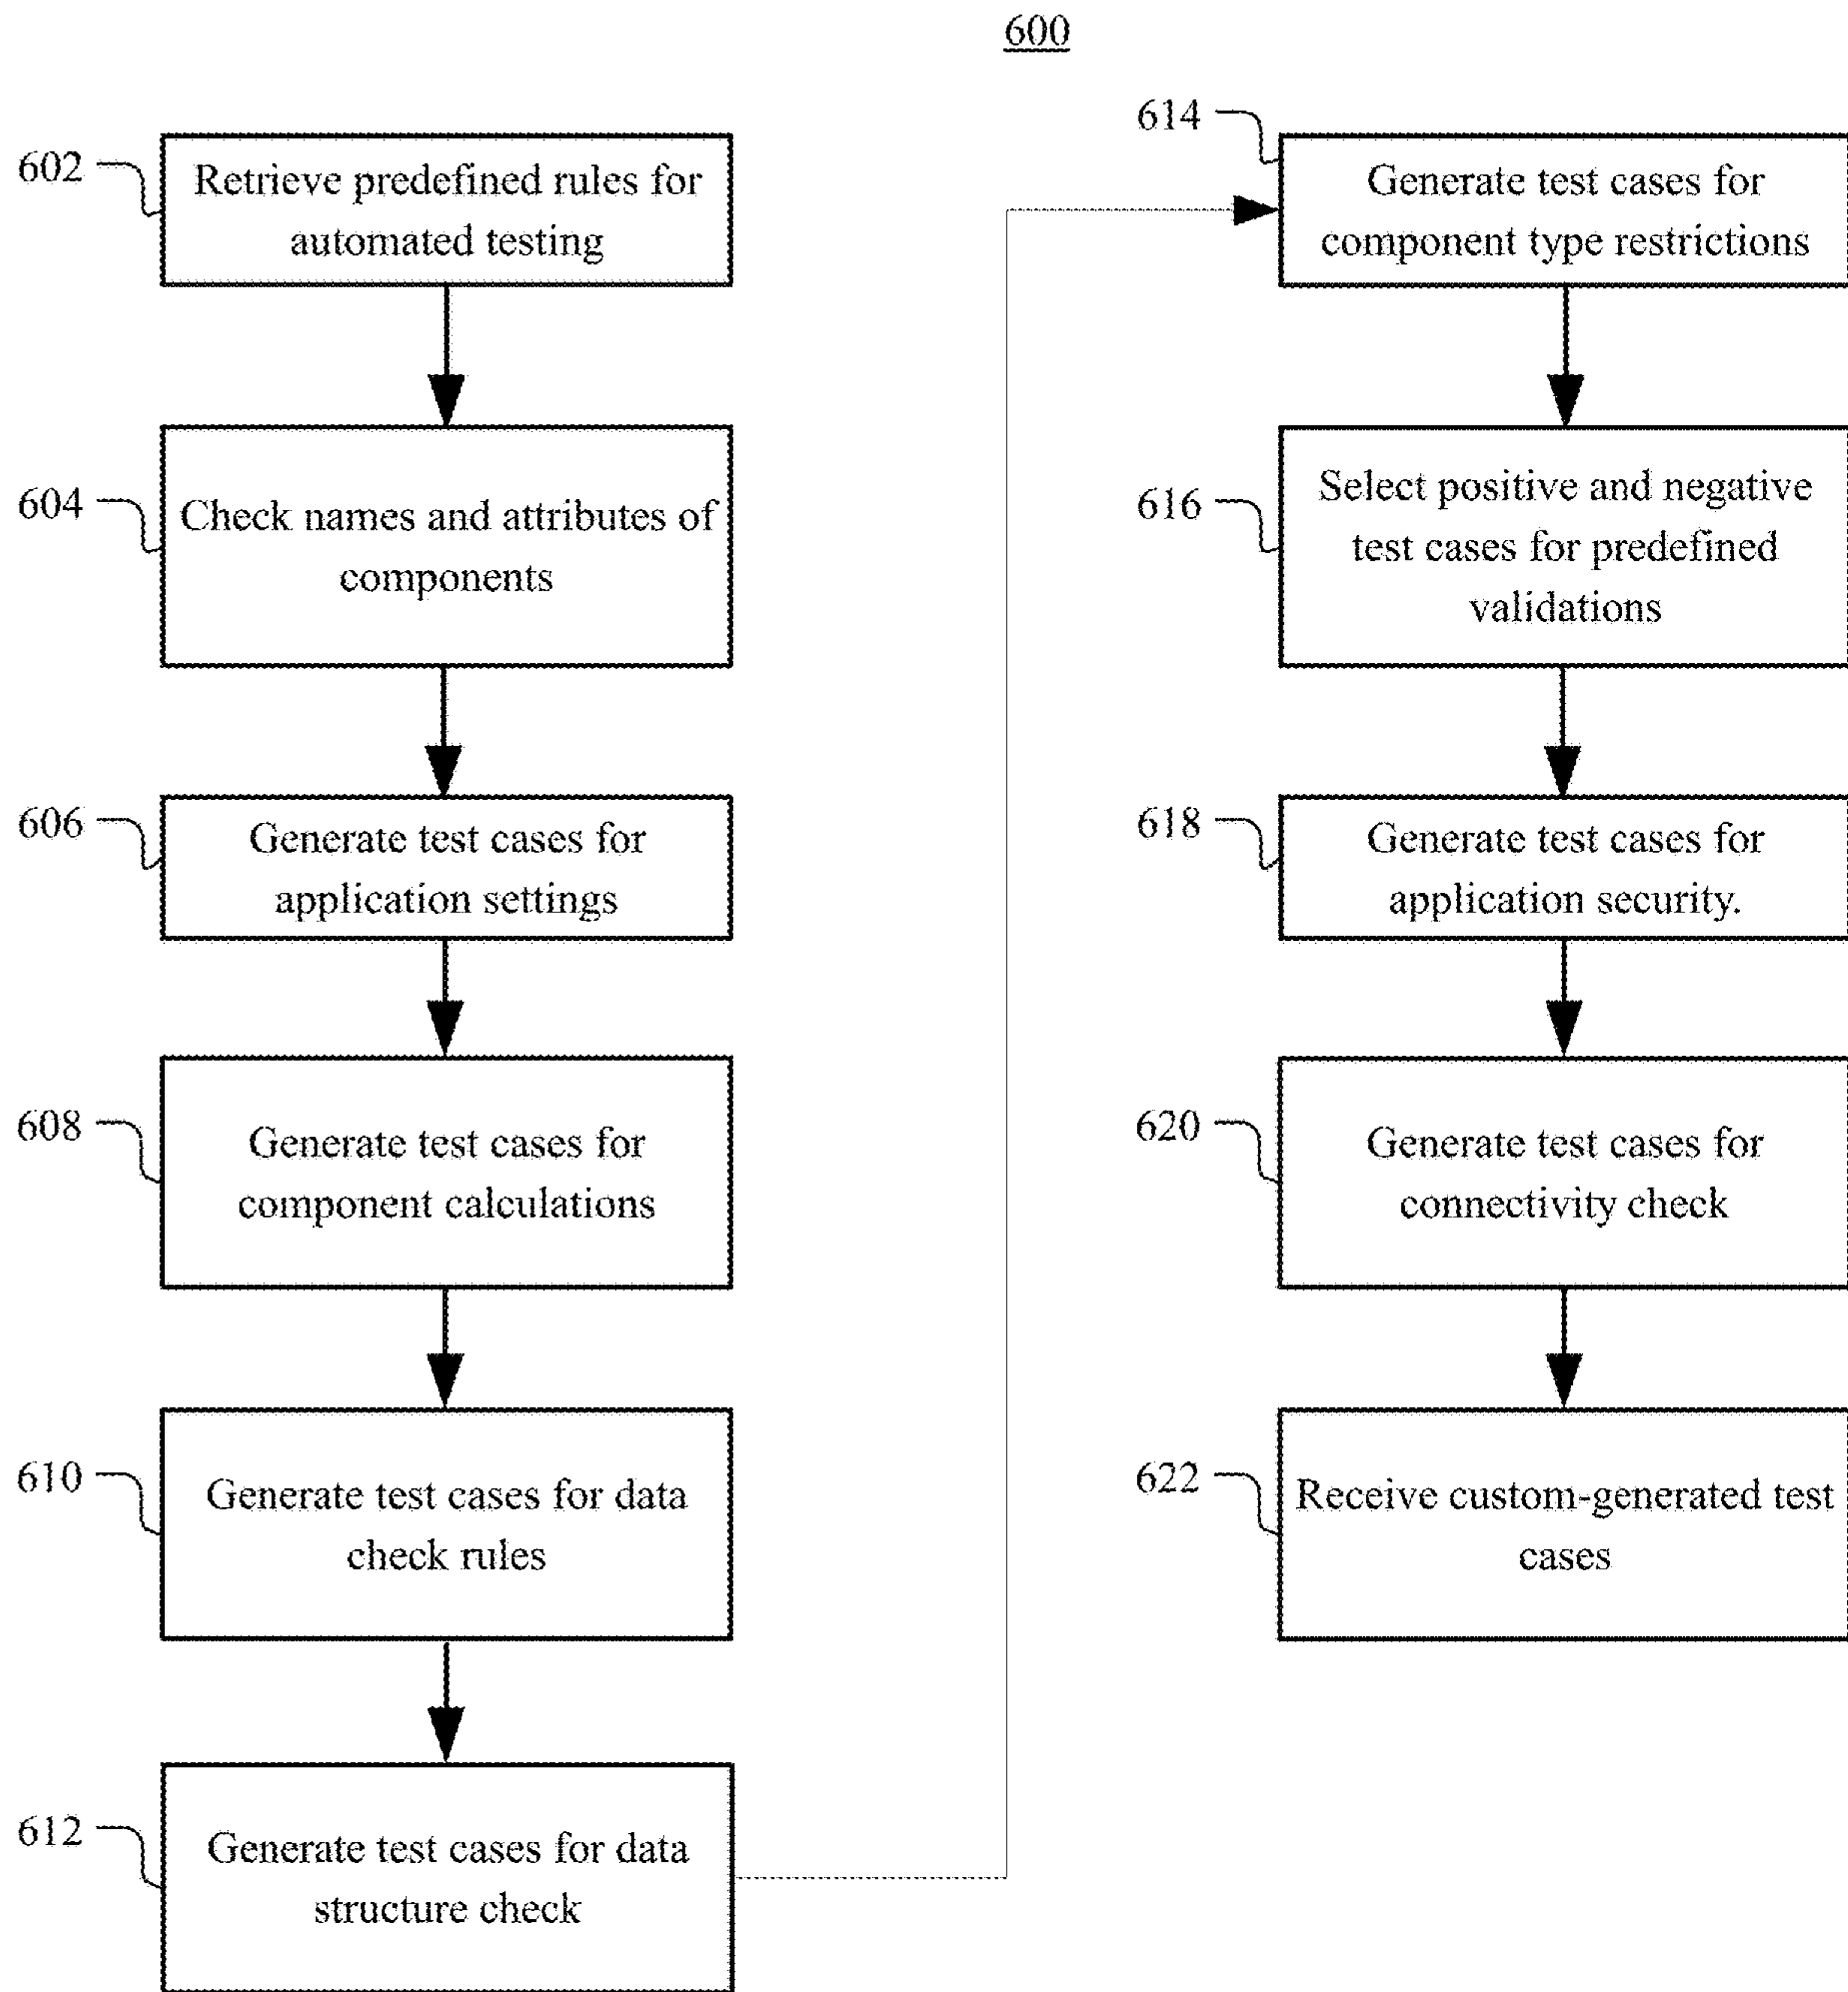 600
602
Retrieve predefined rules for
automated testing
604
Check names and attributes of
components
606
Generate test cases for
application settings
608
Generate test cases for
component calculations
610
Generate test cases for data
check rules
612
Generate test cases for data
structure check
614
Generate test cases for
component type restrictions
616
Select positive and negative
test cases for predefined
validations
618
Generate test cases for
application security.
620
Generate test cases for
connectivity check
622
Receive custom-generated test
cases